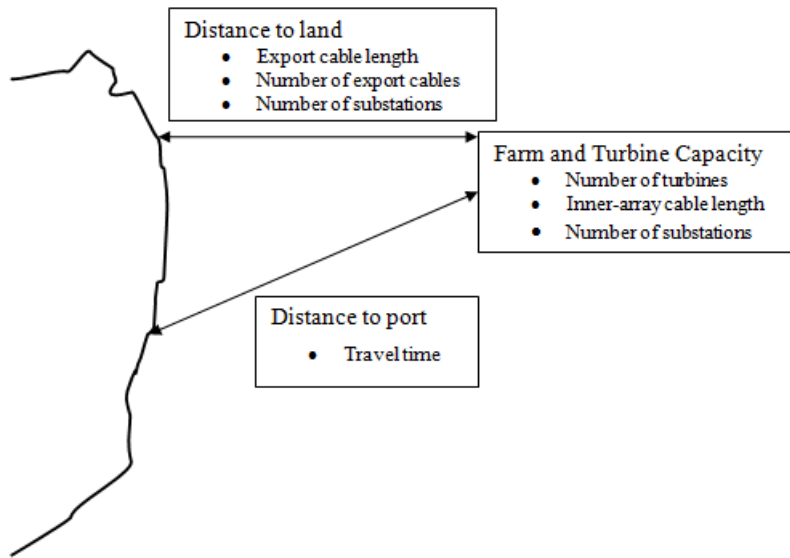 Distance to land
• Export cable length
• Number of export cables
• Number of substations
Farm and Turbine Capacity
• Number of turbines
• Inner-array cable length
• Number of substations
Distance to port
• Travel time